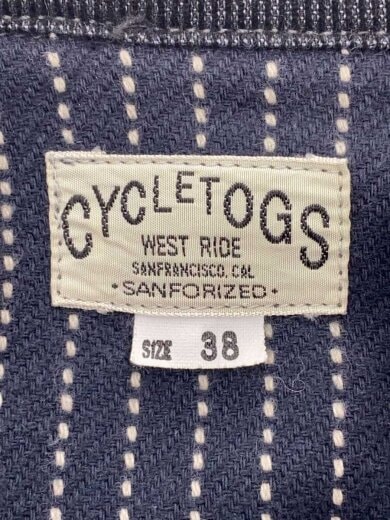 CYCLETOGS
WEST RIDE
SANFRANCISCO, CAL
•SANFORIZED•
SIZE 38